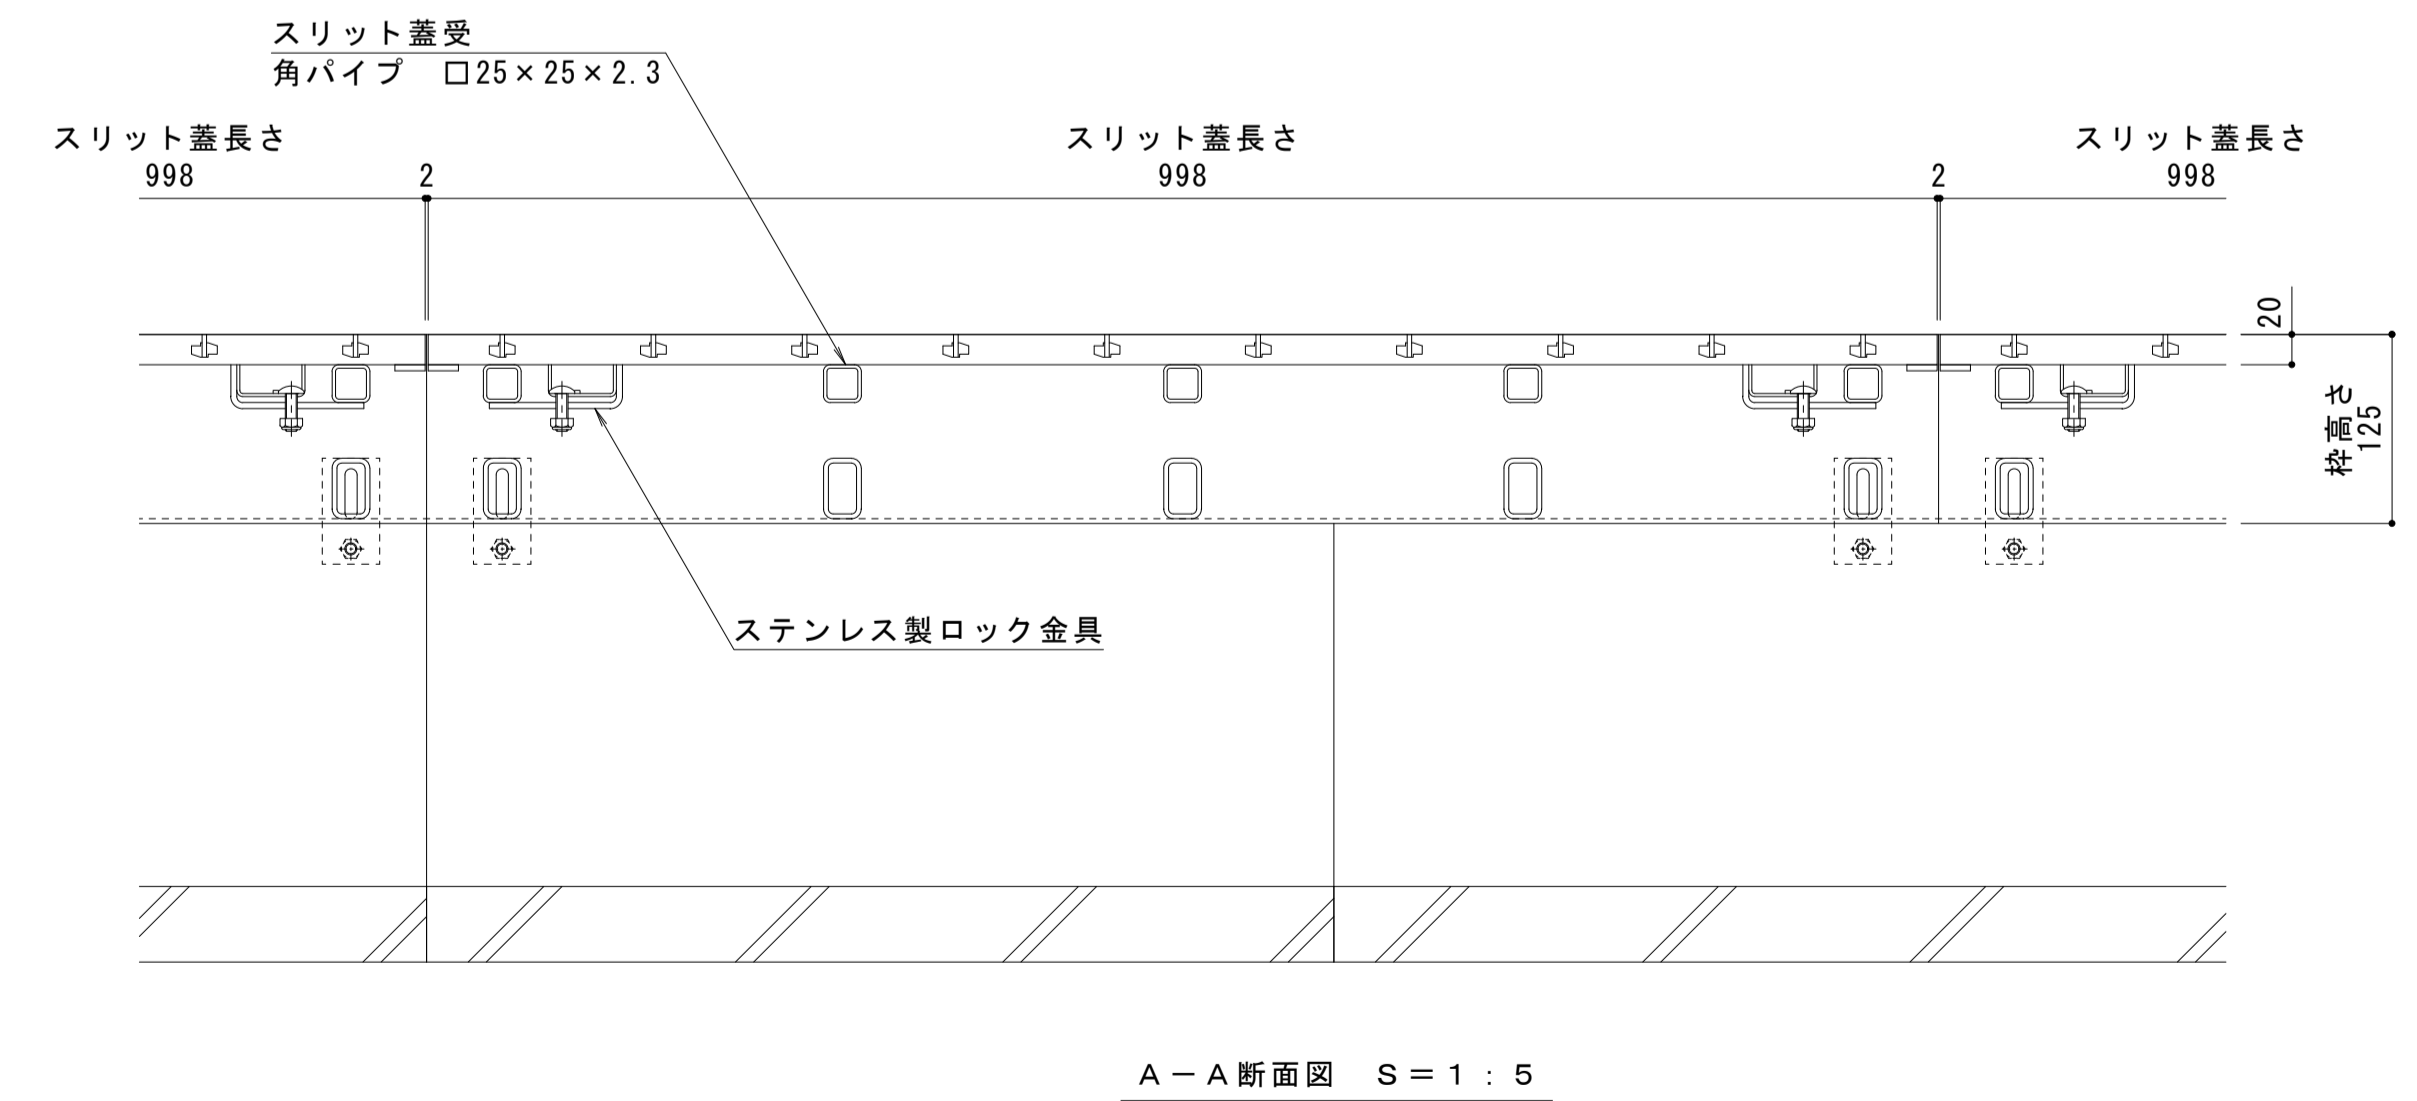 スリット蓋受
角パイプ　□25×25×2.3
スリット蓋長さ
998
2
スリット蓋長さ
998
2
スリット蓋長さ
998
20
枠高さ
125
ステンレス製ロック金具
A－A断面図　S＝1：5